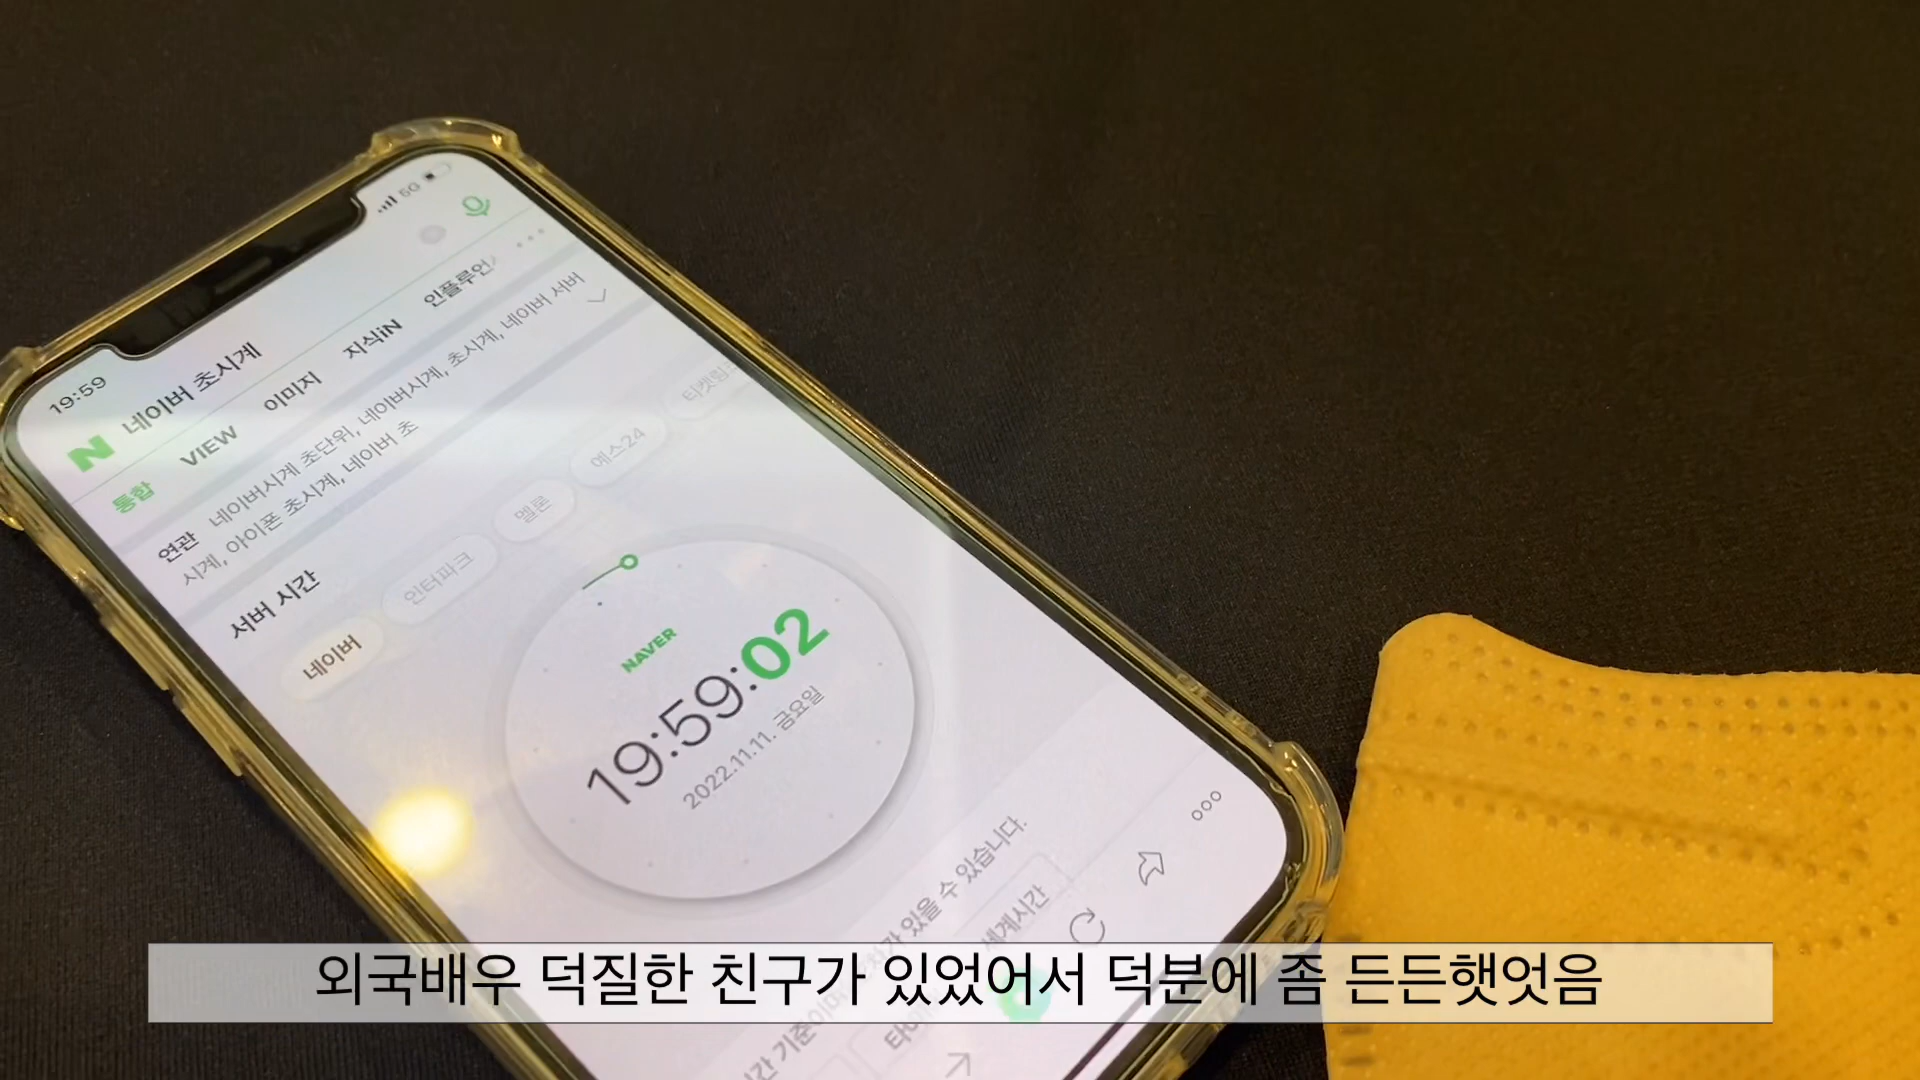 19:59
5G
N 네이버 초시계
통합 VIEW 이미지 지식iN 인플루언
연관 네이버시계 초단위, 네이버시계, 초시계, 네이버 서버
시계, 아이폰 초시계, 네이버 초
서버 시간
네이버 인터파크 멜론 예스24 티켓링크
NAVER
19:59:02
2022.11.11. 금요일
있을 수 있습니다.
세계시간
외국배우 덕질한 친구가 있었어서 덕분에 좀 든든햇엇음